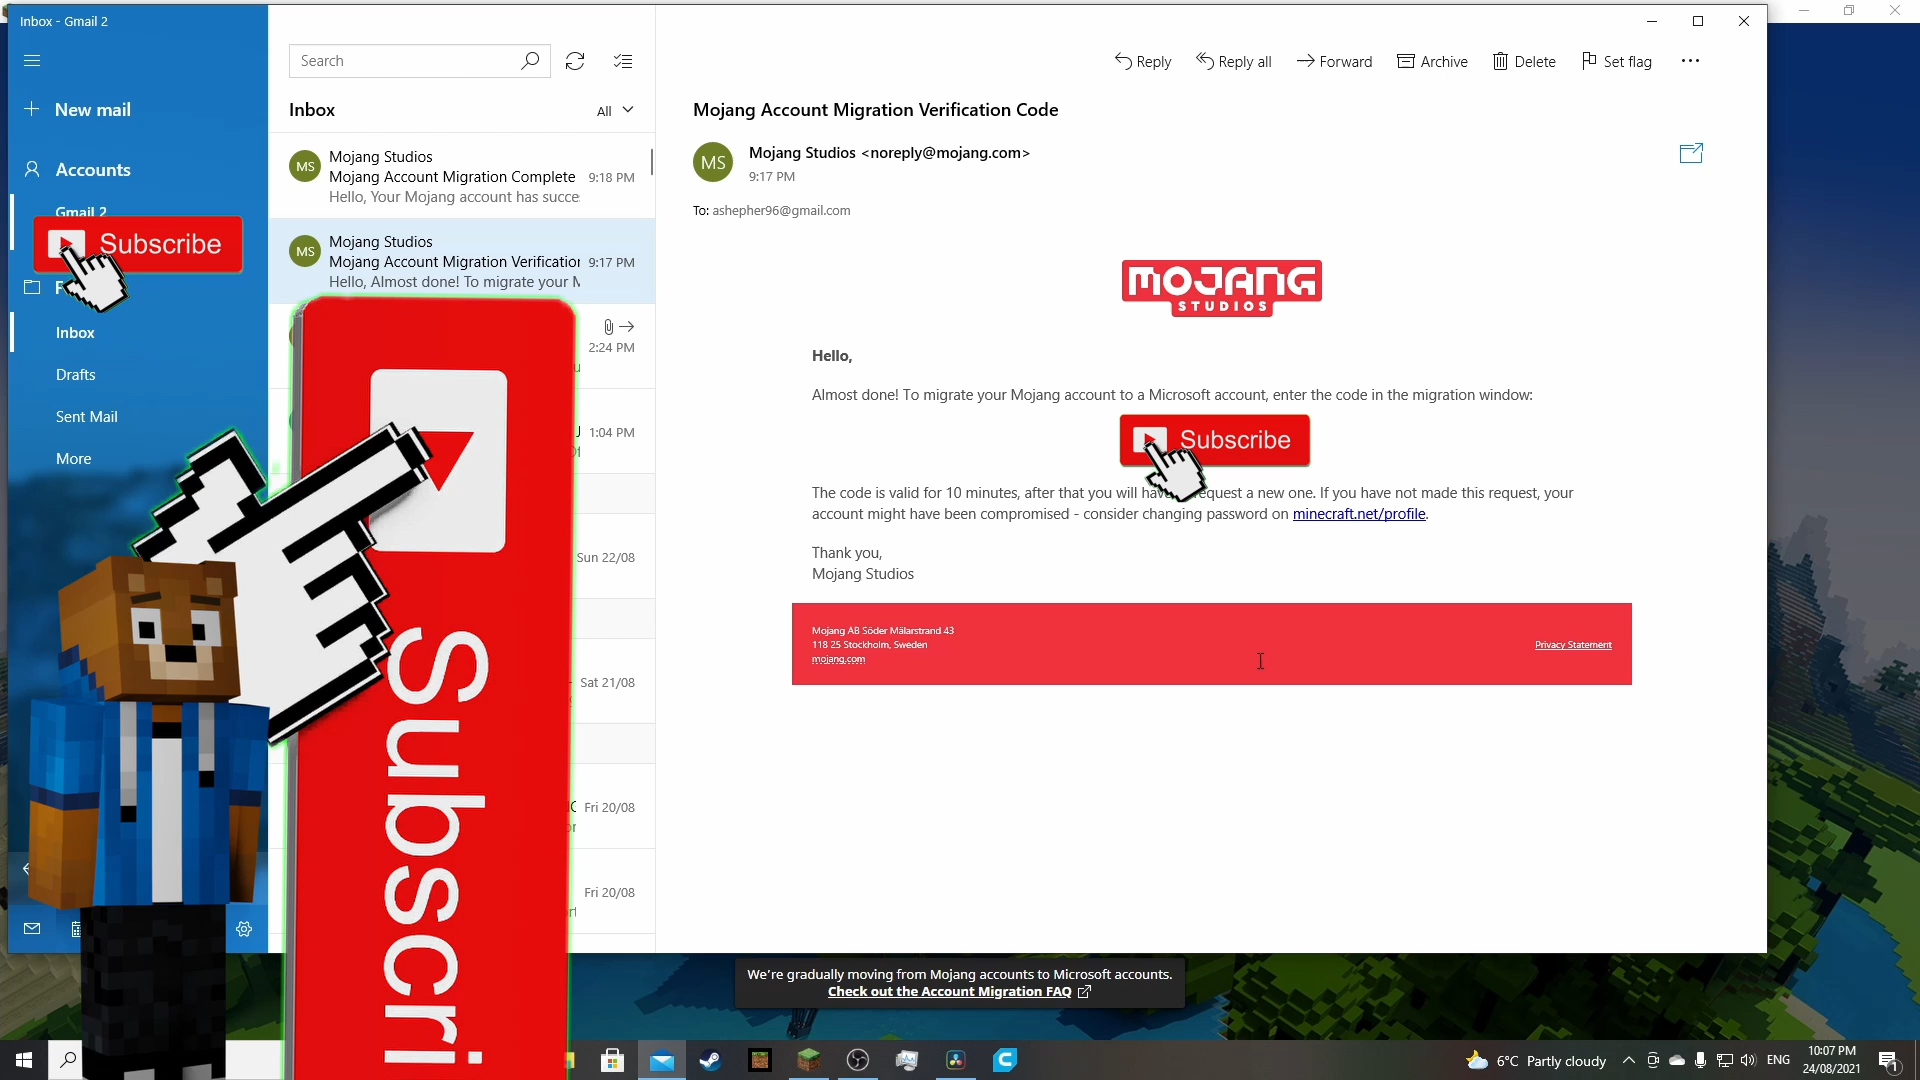 Inbox - Gmail 2
New mail
Accounts
Gmail 2
Subscribe
Inbox
Drafts
Sent Mail
More
Search
Inbox
All
MS
Mojang Studios
Mojang Account Migration Complete
9:18 PM
Hello, Your Mojang account has succe
MS
Mojang Studios
Mojang Account Migration Verification
9:17 PM
Hello, Almost done! To migrate your M
2:24 PM
1:04 PM
Sun 22/08
Sat 21/08
Fri 20/08
Fri 20/08
Subscri
Reply
Reply all
Forward
Archive
Delete
Set flag
Mojang Account Migration Verification Code
MS
Mojang Studios <noreply@mojang.com>
9:17 PM
To: ashepher96@gmail.com
MOJANG
STUDIOS
Hello,
Almost done! To migrate your Mojang account to a Microsoft account, enter the code in the migration window:
Subscribe
The code is valid for 10 minutes, after that you will have request a new one. If you have not made this request, your
account might have been compromised - consider changing password on minecraft.net/profile.
Thank you,
Mojang Studios
Mojang AB Söder Mälarstrand 43
118 25 Stockholm, Sweden
mojang.com
Privacy Statement
We're gradually moving from Mojang accounts to Microsoft accounts.
Check out the Account Migration FAQ
6°C Partly cloudy
ENG
10:07 PM
24/08/2021
1